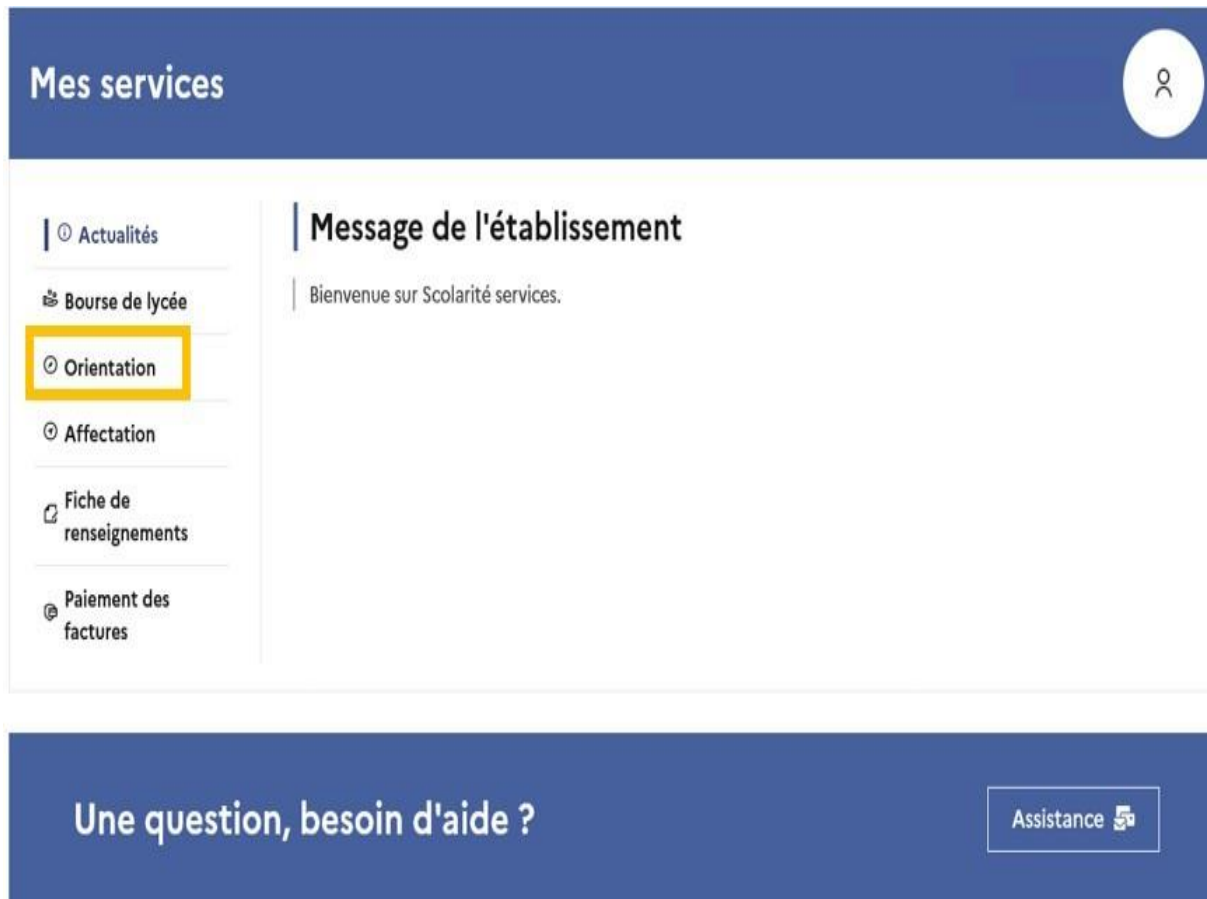 Mes services
Actualités
Bourse de lycée
Orientation
Affectation
Fiche de
renseignements
Paiement des
factures
Message de l'établissement
Bienvenue sur Scolarité services.
Une question, besoin d'aide ?
Assistance